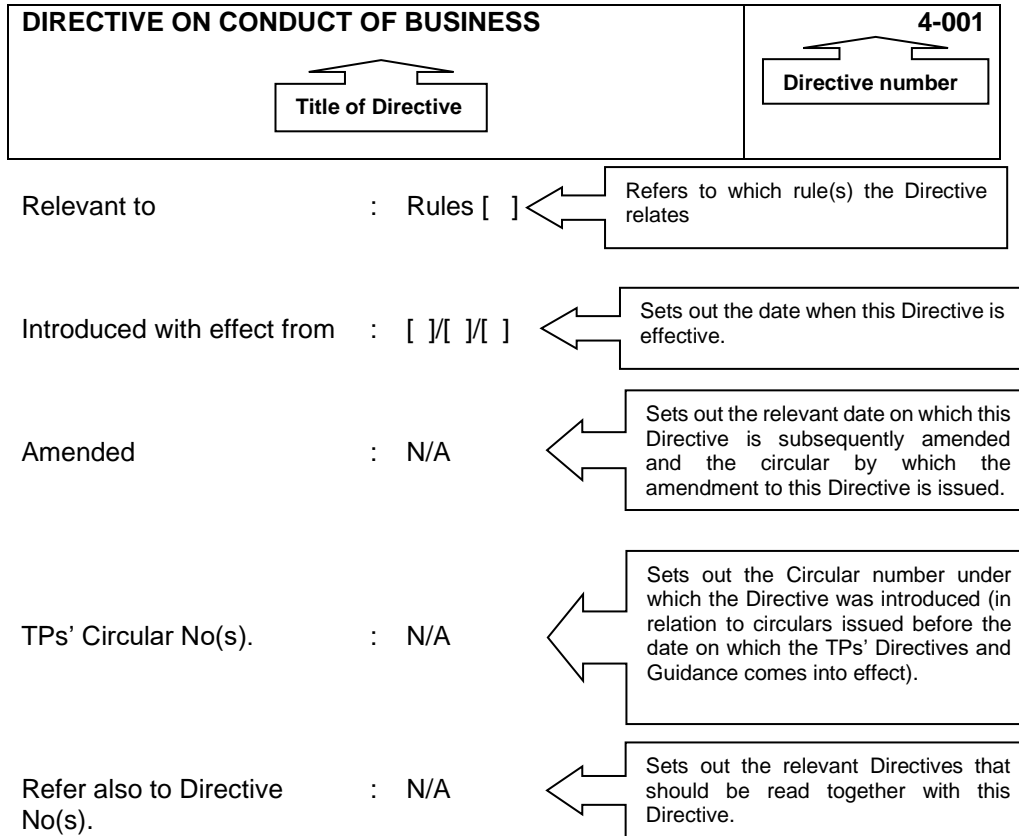 DIRECTIVE ON CONDUCT OF BUSINESS
4-001
Title of Directive
Directive number
Relevant to : Rules [ ]
Refers to which rule(s) the Directive
relates
Introduced with effect from : [ ]/[ ]/[ ]
Sets out the date when this Directive is
effective.
Amended : N/A
Sets out the relevant date on which this
Directive is subsequently amended
and the circular by which the
amendment to this Directive is issued.
TPs’ Circular No(s). : N/A
Sets out the Circular number under
which the Directive was introduced (in
relation to circulars issued before the
date on which the TPs’ Directives and
Guidance comes into effect).
Refer also to Directive : N/A
No(s).
Sets out the relevant Directives that
should be read together with this
Directive.